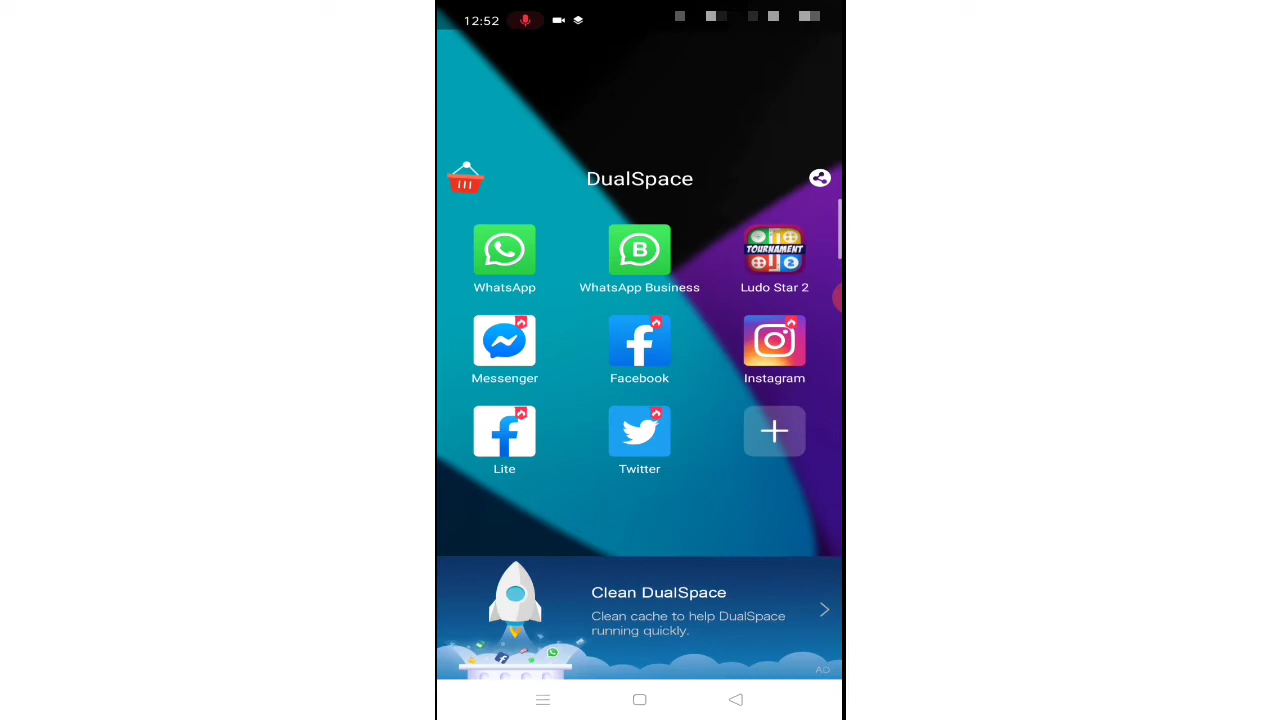 12:52
DualSpace
WhatsApp
WhatsApp Business
TOURNAMENT
Ludo Star 2
Messenger
Facebook
Instagram
Lite
Twitter
Clean DualSpace
Clean cache to help DualSpace
running quickly.
AD